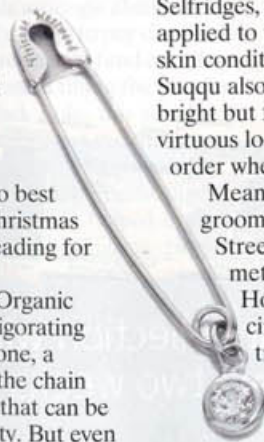 Selfridges,
applied to
skin condit
Suqqu also
bright but
virtuous lo
order whe
Mean
groom
Stree
met
Ho
ci
t
o best
hristmas
eading for
Organic
igorating
one, a
the chain
that can be
ty. But even